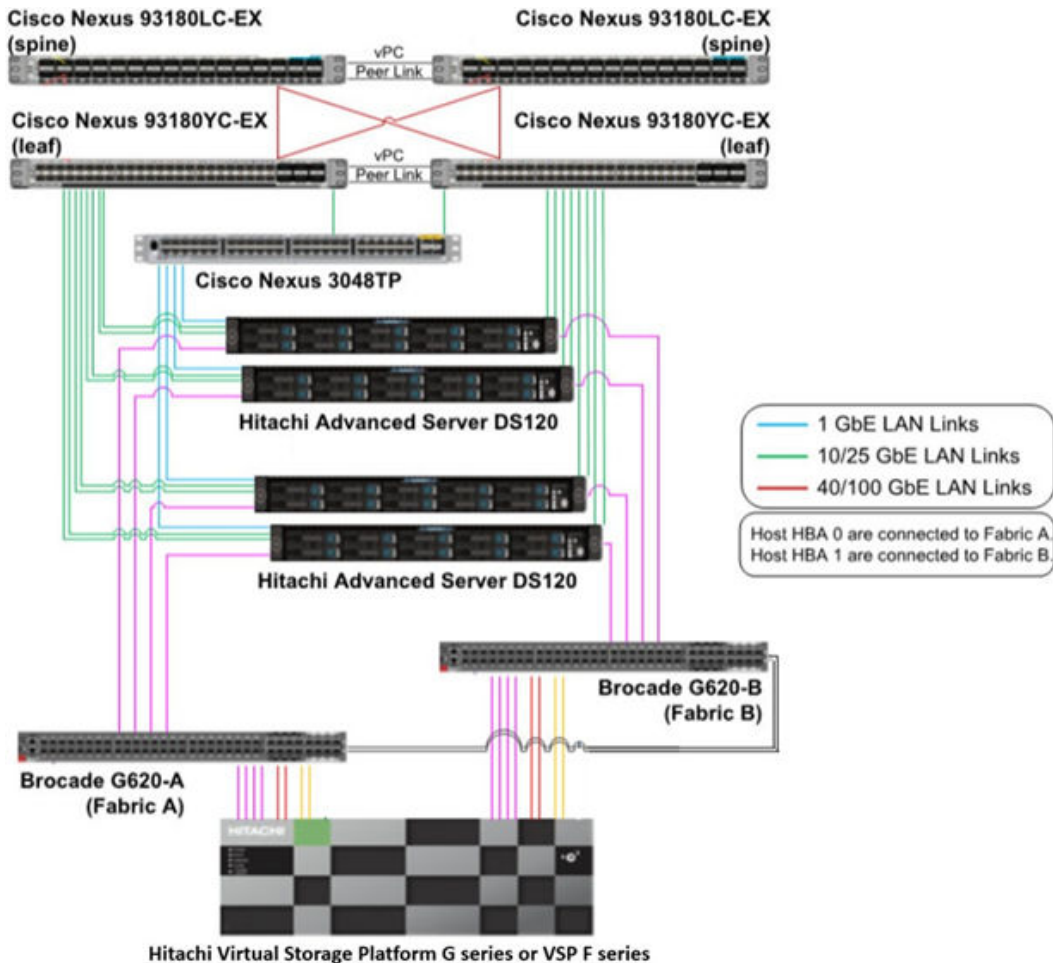 Cisco Nexus 93180LC-EX
(spine)
Cisco Nexus 93180LC-EX
(spine)
vPC
Peer Link
Cisco Nexus 93180YC-EX
(leaf)
Cisco Nexus 93180YC-EX
(leaf)
vPC
Peer Link
Cisco Nexus 3048TP
Hitachi Advanced Server DS120
1 GbE LAN Links
10/25 GbE LAN Links
40/100 GbE LAN Links
Host HBA 0 are connected to Fabric A.
Host HBA 1 are connected to Fabric B.
Hitachi Advanced Server DS120
Brocade G620-B
(Fabric B)
Brocade G620-A
(Fabric A)
HITACHI
Hitachi Virtual Storage Platform G series or VSP F series